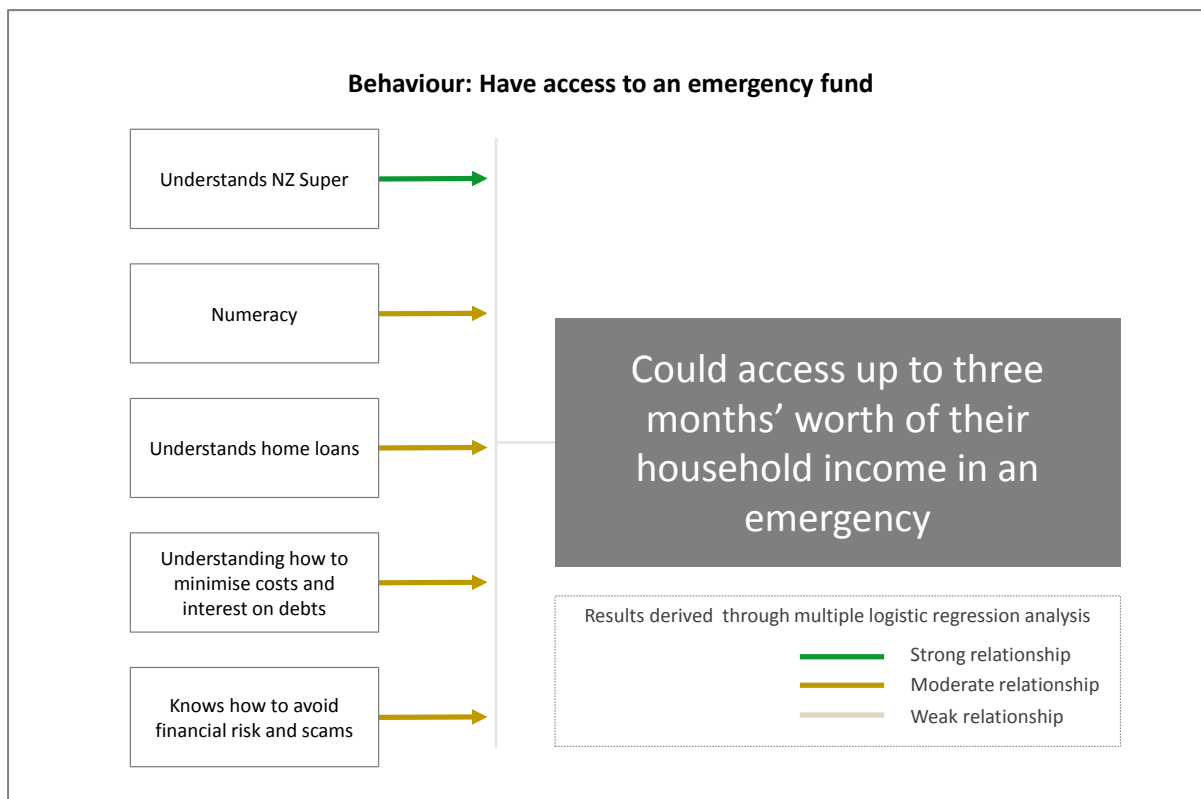 Behaviour: Have access to an emergency fund
Understands NZ Super
Numeracy
Understands home loans
Understanding how to
minimise costs and
interest on debts
Knows how to avoid
financial risk and scams
Could access up to three
months’ worth of their
household income in an
emergency
Results derived through multiple logistic regression analysis
Strong relationship
Moderate relationship
Weak relationship